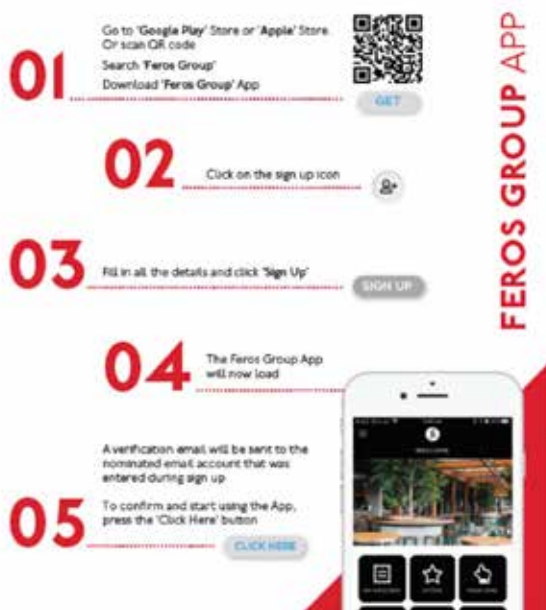 01
Go to 'Google Play' Store or 'Apple' Store
Or scan QR code
Search 'Feros Group'
Download 'Feros Group' App
GET
02
Click on the sign up icon
03
Fill in all the details and click 'Sign Up'
SIGN UP
04
The Feros Group App
will now load
05
A verification email will be sent to the
nominated email account that was
entered during sign up
To confirm and start using the App,
press the 'Click Here' button
CLICK HERE
FEROS GROUP APP
WELCOME